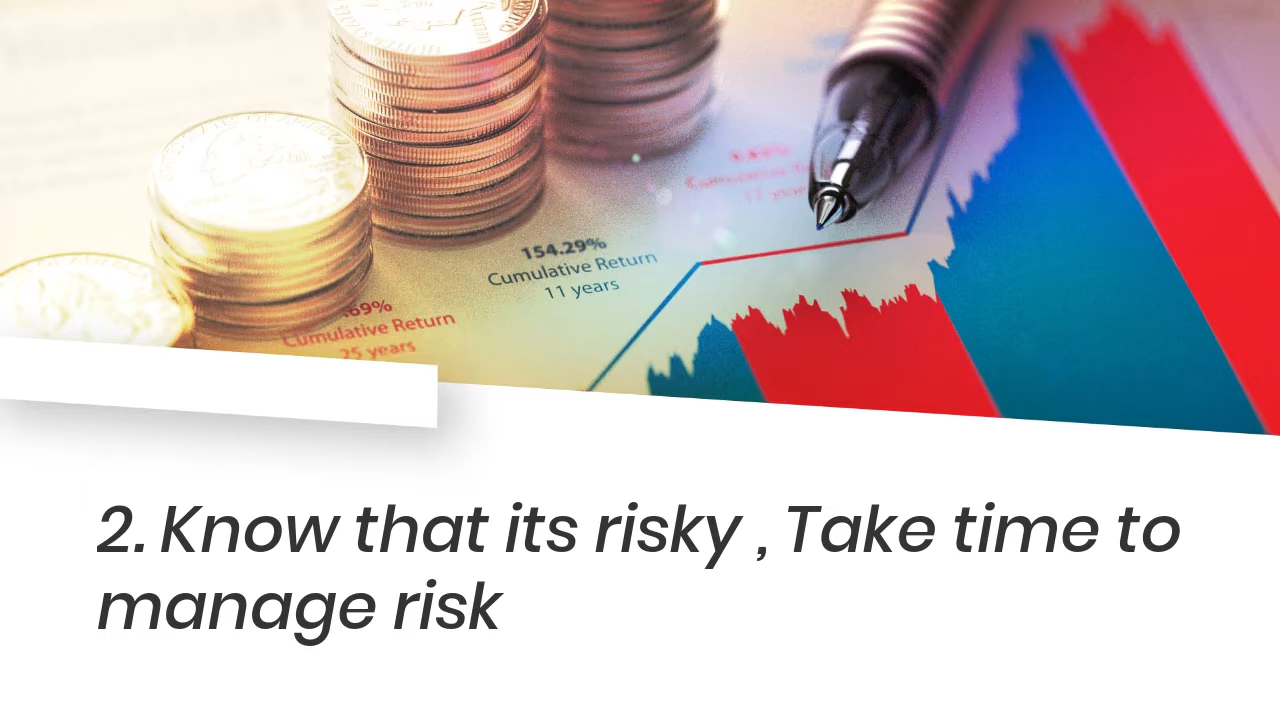 154.29%
Cumulative Return
11 years
.69%
Cumulative Return
25 years
2. Know that its risky , Take time to
manage risk